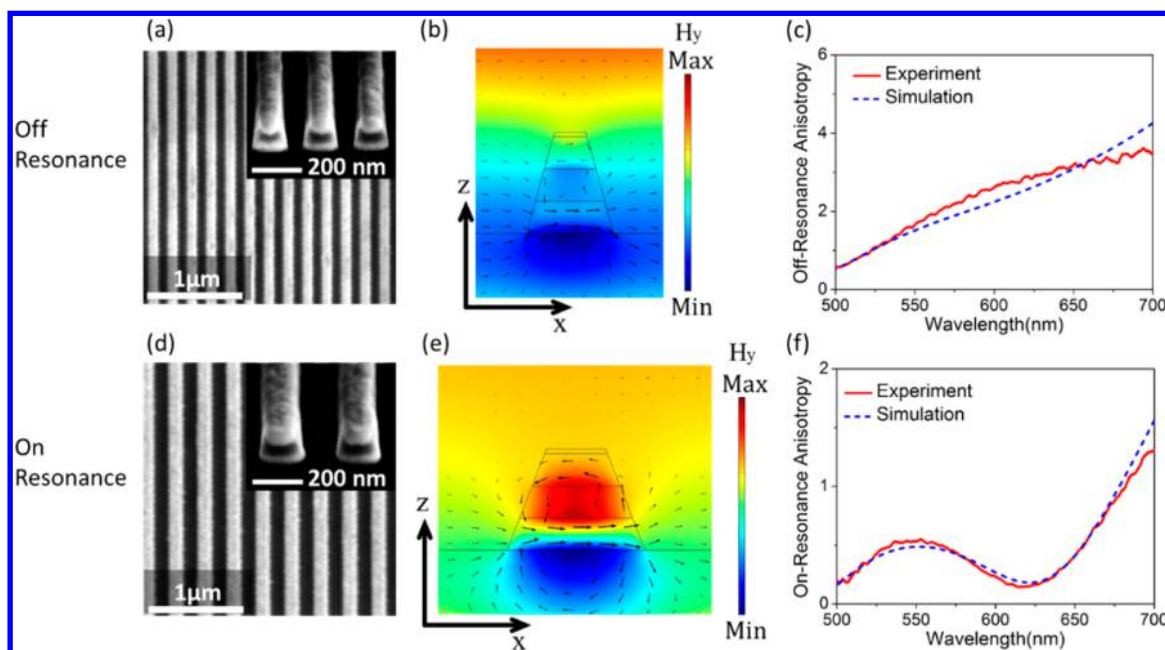 Off
Resonance
(a)
200 nm
1μm
(b)
Hy
Max
Min
z
x
(c)
Off-Resonance Anisotropy
6
4
2
0
Experiment
Simulation
500 550 600 650 700
Wavelength(nm)
On
Resonance
(d)
200 nm
1μm
(e)
Hy
Max
Min
z
x
(f)
On-Resonance Anisotropy
2
1
0
Experiment
Simulation
500 550 600 650 700
Wavelength(nm)